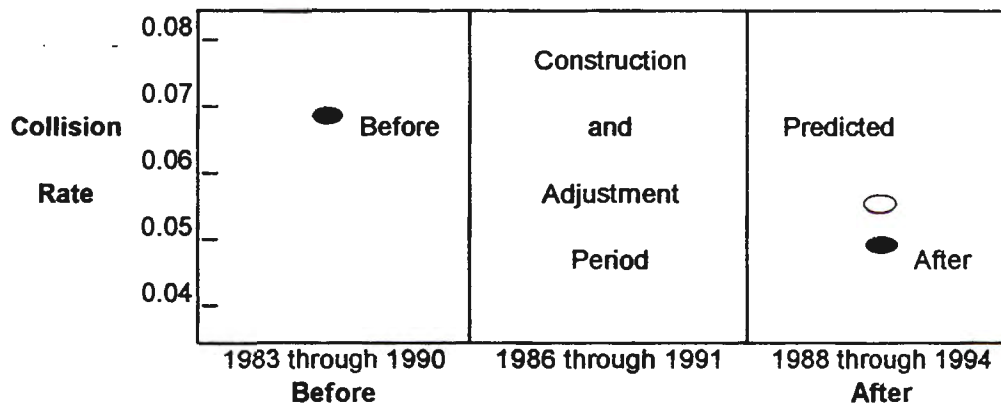 0.08
Construction
0.07
Collision
Before
and
Predicted
0.06
Rate
Adjustment
0.05
Period
After
0.04
1983 through 1990
1986 through 1991
1988 through 1994
Before
After